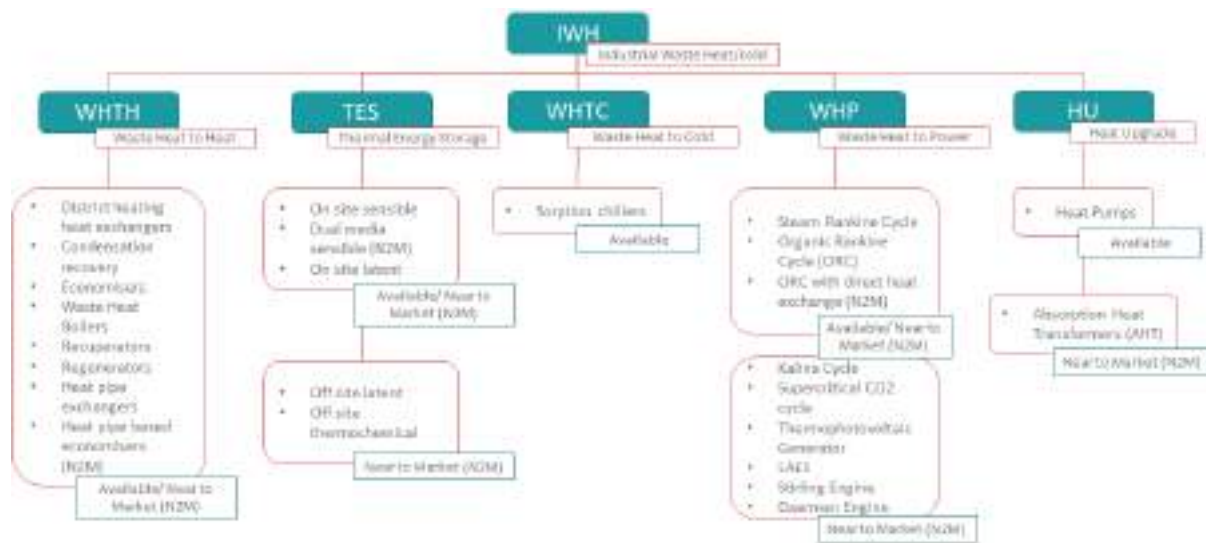 IWH
Industrial Waste Heat/cold
WHTH
Waste Heat to Heat
TES
Thermal Energy Storage
WHTC
Waste Heat to Cold
WHP
Waste Heat to Power
HU
Heat Upgrade
• District heating
heat exchangers
• Condensation
recovery
• Economisers
• Waste Heat
Boilers
• Recuperators
• Regenerators
• Heat pipe
exchangers
• Heat pipe based
economisers
(N2M)
Available/ Near to
Market (N2M)
• On site sensible
• Dual media
sensible (N2M)
• On site latent
Available/ Near to
Market (N2M)
• Off site latent
• Off site
thermochemical
Near to Market (N2M)
• Sorption chillers
Available
• Steam Rankine Cycle
• Organic Rankine
Cycle (ORC)
• ORC with direct heat
exchange (N2M)
Available/ Near to
Market (N2M)
• Kalina Cycle
• Supercritical CO2
cycle
• Thermophotovoltaic
Generator
• LAES
• Stirling Engine
• Engine
Near to Market (N2M)
• Heat Pumps
Available
• Absorption Heat
Transformers (AHT)
Near to Market (N2M)